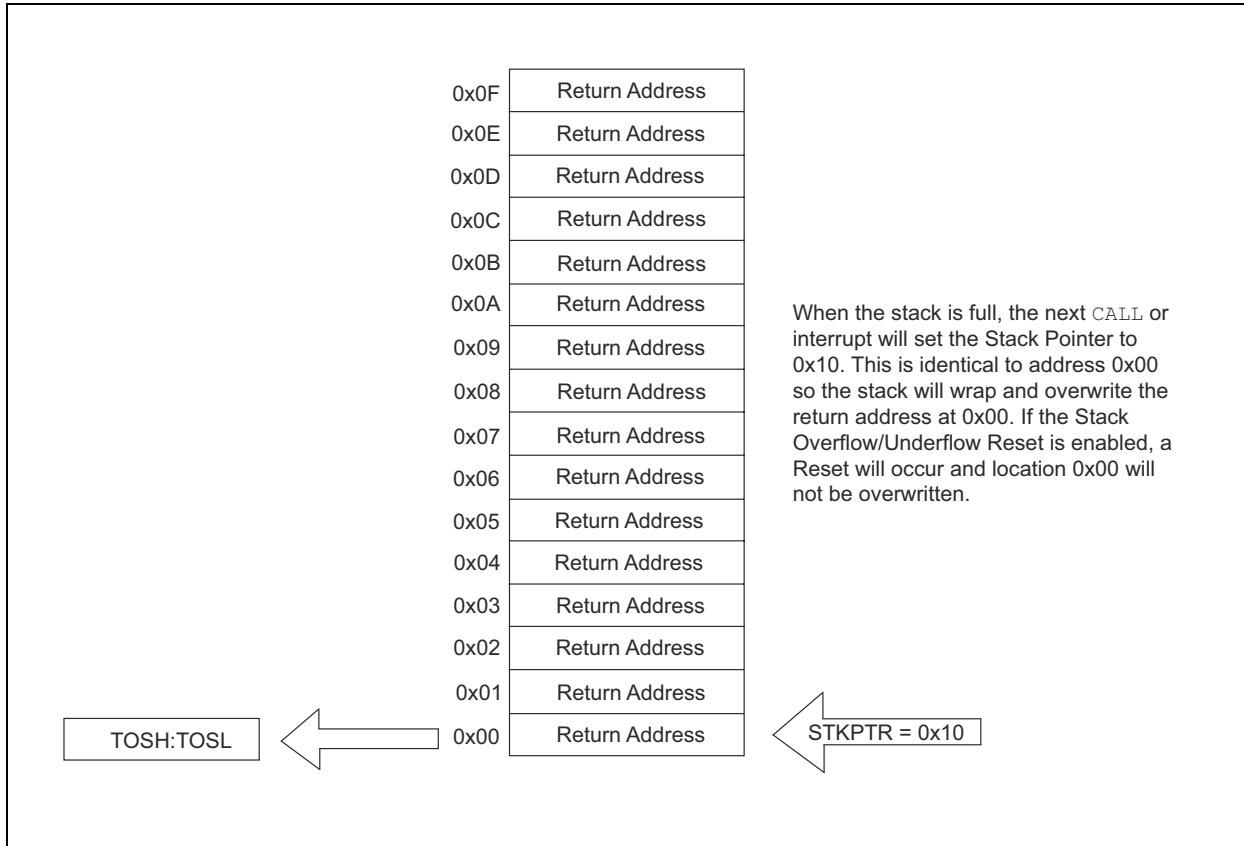 0x0F Return Address
0x0E Return Address
0x0D Return Address
0x0C Return Address
0x0B Return Address
0x0A Return Address
0x09 Return Address
0x08 Return Address
0x07 Return Address
0x06 Return Address
0x05 Return Address
0x04 Return Address
0x03 Return Address
0x02 Return Address
0x01 Return Address
TOSH:TOSL 0x00 Return Address STKPTR = 0x10
When the stack is full, the next CALL or
interrupt will set the Stack Pointer to
0x10. This is identical to address 0x00
so the stack will wrap and overwrite the
return address at 0x00. If the Stack
Overflow/Underflow Reset is enabled, a
Reset will occur and location 0x00 will
not be overwritten.